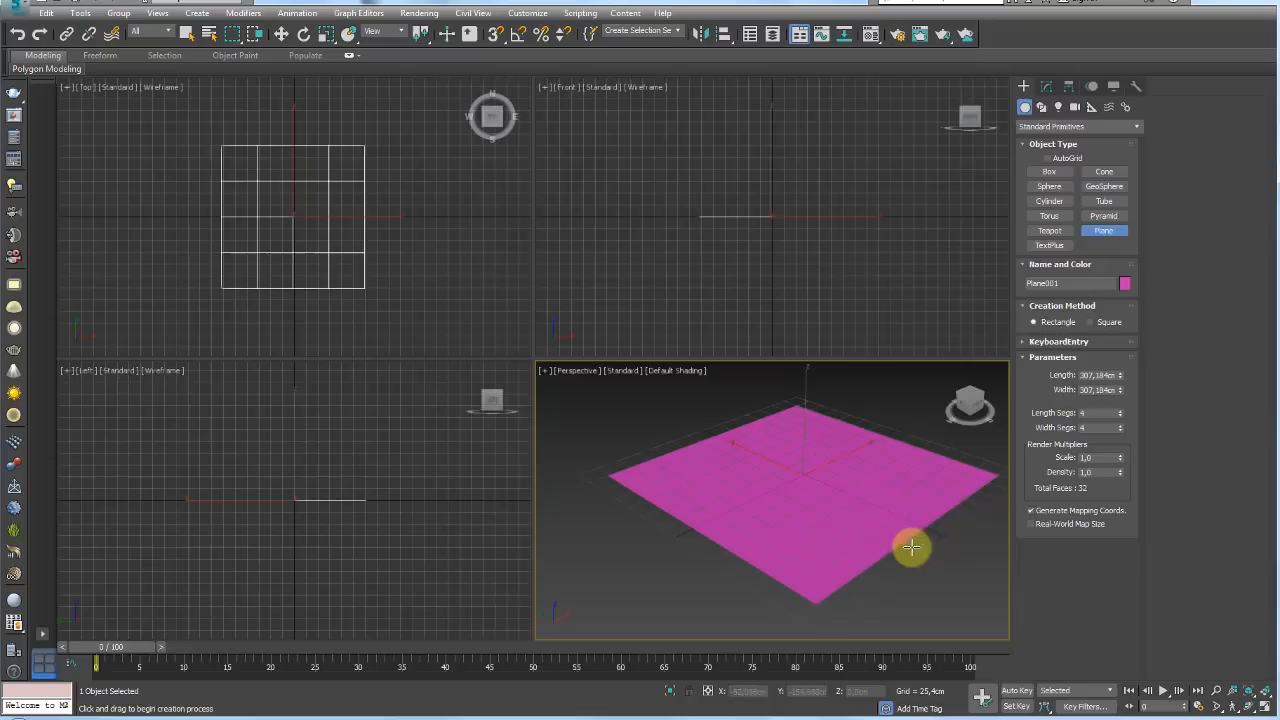 Edit Tools Group Views Create Modifiers Animation Graph Editors Rendering Civil View Customize Scripting Content Help
All View Create Selection Se
Modeling Freeform Selection Object Paint Populate
Polygon Modeling
[+][Top][Standard][Wireframe]
N
W E
S
[+][Front][Standard][Wireframe]
[+][Left][Standard][Wireframe]
[+][Perspective][Standard][Default Shading]
Standard Primitives
Object Type
AutoGrid
Box Cone
Sphere GeoSphere
Cylinder Tube
Torus Pyramid
Teapot Plane
TextPlus
Name and Color
Plane001
Creation Method
Rectangle Square
KeyboardEntry
Parameters
Length: 307,184cm
Width: 307,184cm
Length Segs: 4
Width Segs: 4
Render Multipliers
Scale: 1,0
Density: 1,0
Total Faces : 32
Generate Mapping Coords.
Real-World Map Size
0 / 100
0 5 10 15 20 25 30 35 40 45 50 55 60 65 70 75 80 85 90 95 100
1 Object Selected
X: Y: Z: 0,0cm Grid = 25,4cm
Auto Key Selected
Welcome to M
Click and drag to begin creation process
Add Time Tag
Set Key Key Filters...
0